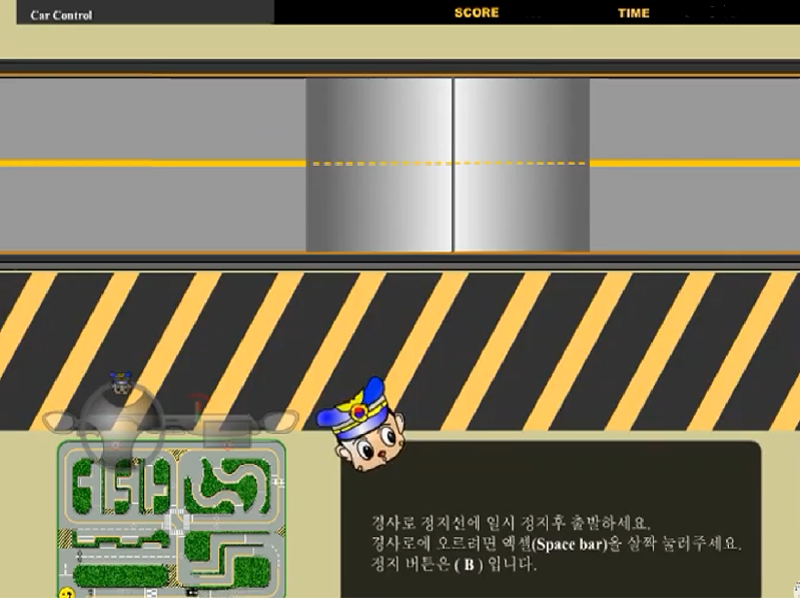 Car Control
SCORE
TIME
경사로 정지선에 일시 정지후 출발하세요.
경사로에 오르려면 엑셀(Space bar)을 살짝 눌러주세요.
정지 버튼은 ( B ) 입니다.